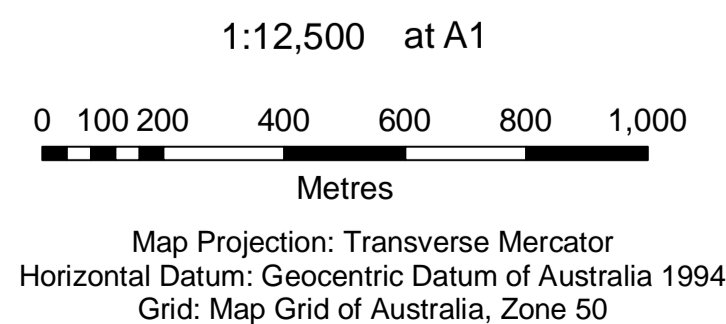 1:12,500 at A1
0 100 200 400 600 800 1,000
Metres
Map Projection: Transverse Mercator
Horizontal Datum: Geocentric Datum of Australia 1994
Grid: Map Grid of Australia, Zone 50